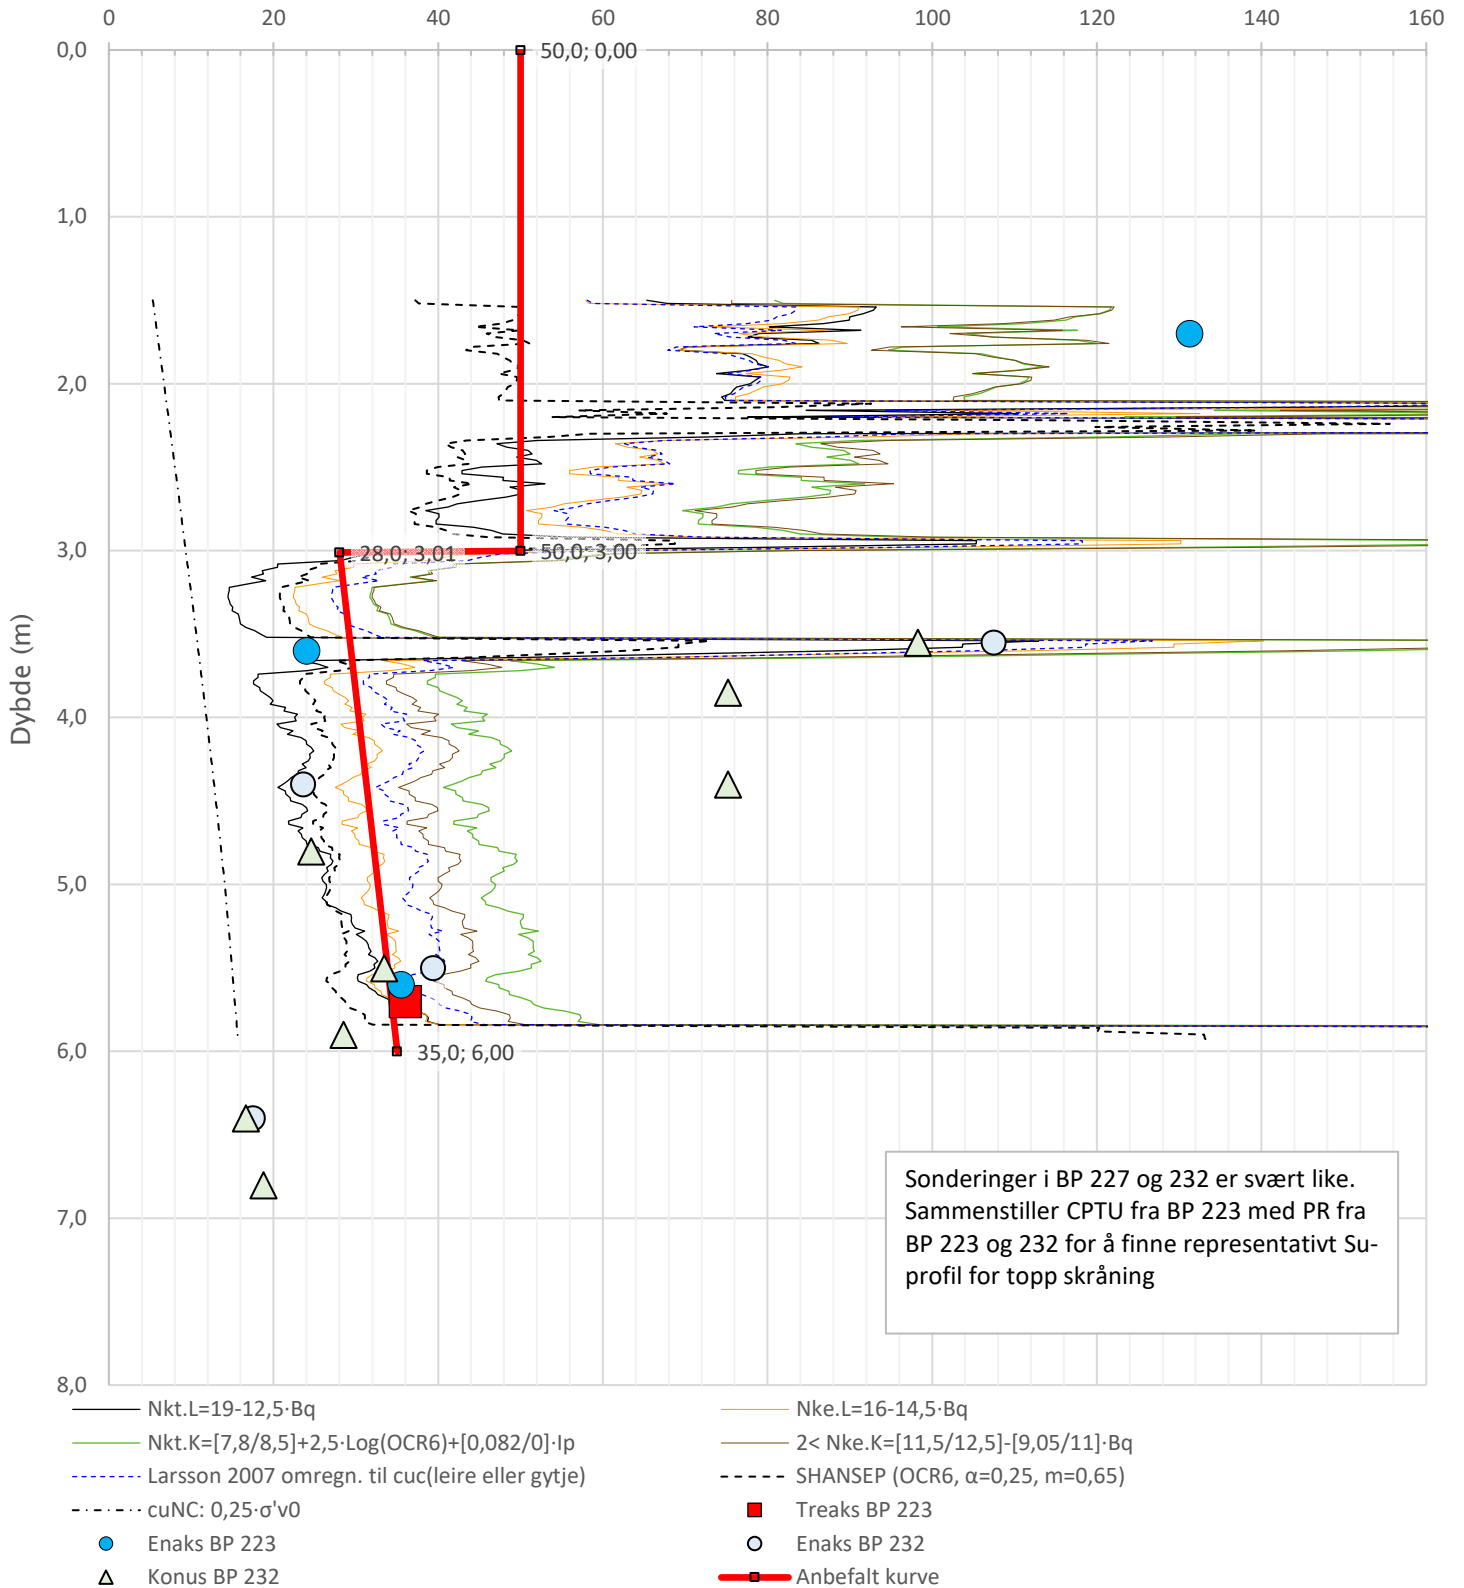 0 20 40 60 80 100 120 140 160
0,0
50,0; 0,00
1,0
2,0
3,0
28,0; 3,01
50,0; 3,00
Dybde (m)
4,0
5,0
6,0
35,0; 6,00
Sonderinger i BP 227 og 232 er svært like.
Sammenstiller CPTU fra BP 223 med PR fra
BP 223 og 232 for å finne representativt Su-
profil for topp skråning
7,0
8,0
Nkt.L=19-12,5·Bq
Nke.L=16-14,5·Bq
Nkt.K=[7,8/8,5]+2,5·Log(OCR6)+[0,082/0]·Ip
2< Nke.K=[11,5/12,5]-[9,05/11]·Bq
Larsson 2007 omregn. til cuc(leire eller gytje)
SHANSEP (OCR6, α=0,25, m=0,65)
cuNC: 0,25·σ'v0
Treaks BP 223
Enaks BP 223
Enaks BP 232
Konus BP 232
Anbefalt kurve